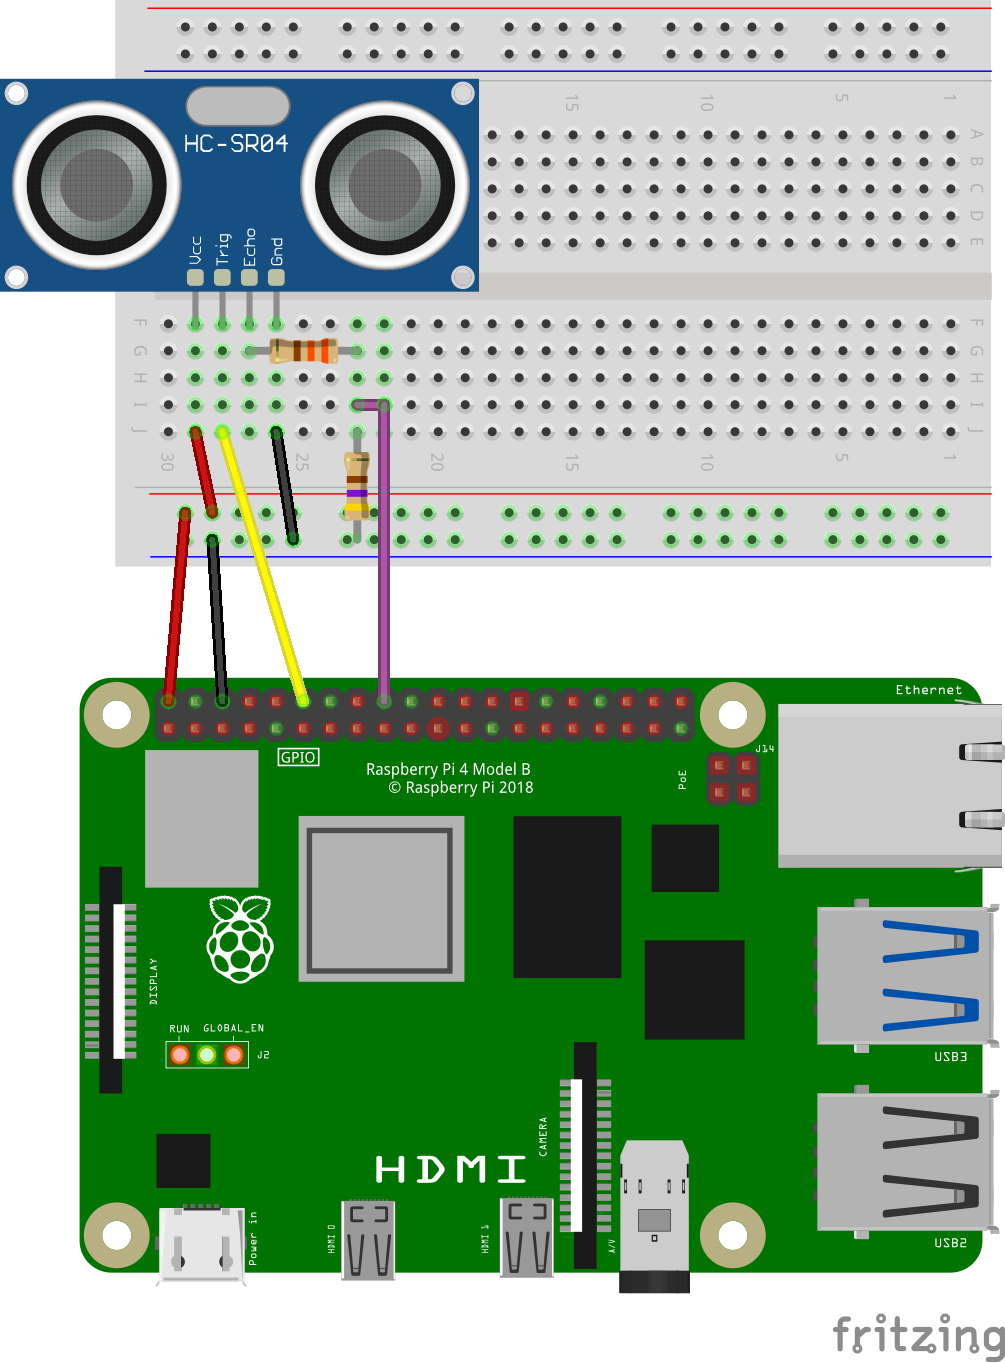 15 10 5 1
A
B
C
D
E
HC-SR04
Vcc
Trig
Echo
Gnd
F F
G G
H H
I I
J J
30 25 20 15 10 5 1
Ethernet
GPIO
J14
Raspberry Pi 4 Model B
© Raspberry Pi 2018
PoE
DISPLAY
RUN GLOBAL_EN
J2
USB3
CAMERA
HDMI
Power in
HDMI 0
HDMI 1
A/V
USB2
fritzing